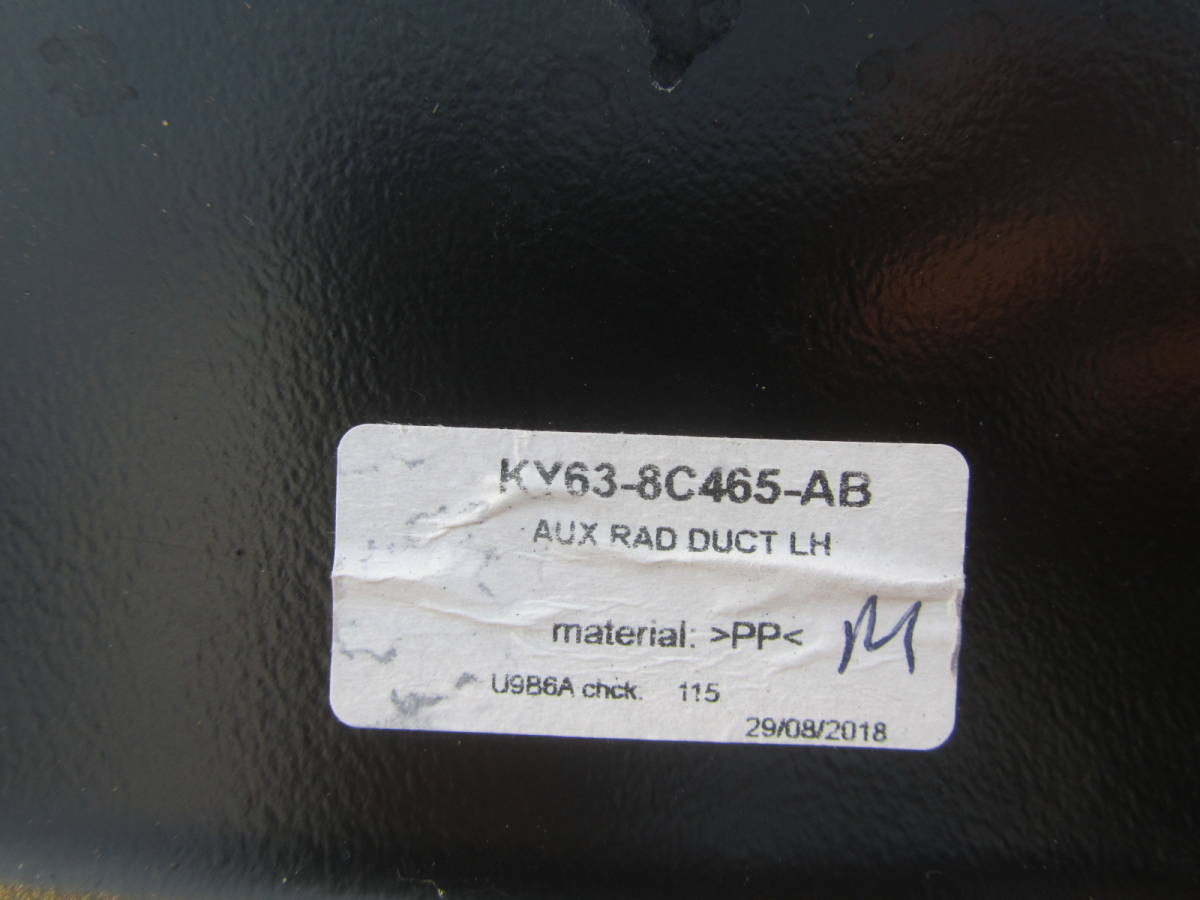 KY63-8C465-AB
AUX RAD DUCT LH
material: >PP<
M
U9B6A chck. 115
29/08/2018